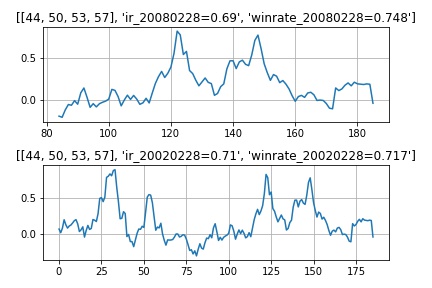 [[44, 50, 53, 57], 'ir_20080228=0.69', 'winrate_20080228=0.748']
0.5
0.0
80 100 120 140 160 180
[[44, 50, 53, 57], 'ir_20020228=0.71', 'winrate_20020228=0.717']
0.5
0.0
0 25 50 75 100 125 150 175